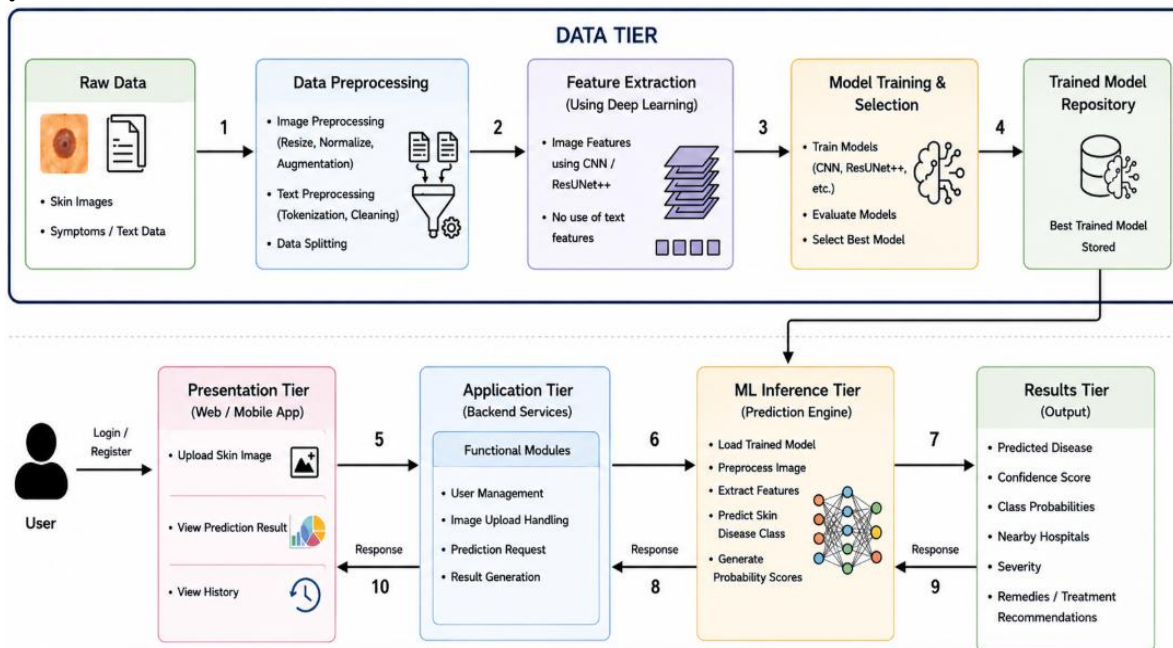 DATA TIER
Raw Data
• Skin Images
• Symptoms / Text Data
1
Data Preprocessing
• Image Preprocessing
(Resize, Normalize,
Augmentation)
• Text Preprocessing
(Tokenization, Cleaning)
• Data Splitting
2
Feature Extraction
(Using Deep Learning)
• Image Features
using CNN /
ResUNet++
• No use of text
features
3
Model Training &
Selection
• Train Models
(CNN, ResUNet++,
etc.)
• Evaluate Models
• Select Best Model
4
Trained Model
Repository
Best Trained Model
Stored
User
Login /
Register
Presentation Tier
(Web / Mobile App)
• Upload Skin Image
• View Prediction Result
• View History
5
Response
10
Application Tier
(Backend Services)
Functional Modules
• User Management
• Image Upload Handling
• Prediction Request
• Result Generation
6
Response
8
ML Inference Tier
(Prediction Engine)
• Load Trained Model
• Preprocess Image
• Extract Features
• Predict Skin
Disease Class
• Generate
Probability Scores
7
Response
9
Results Tier
(Output)
• Predicted Disease
• Confidence Score
• Class Probabilities
• Nearby Hospitals
• Severity
• Remedies / Treatment
Recommendations